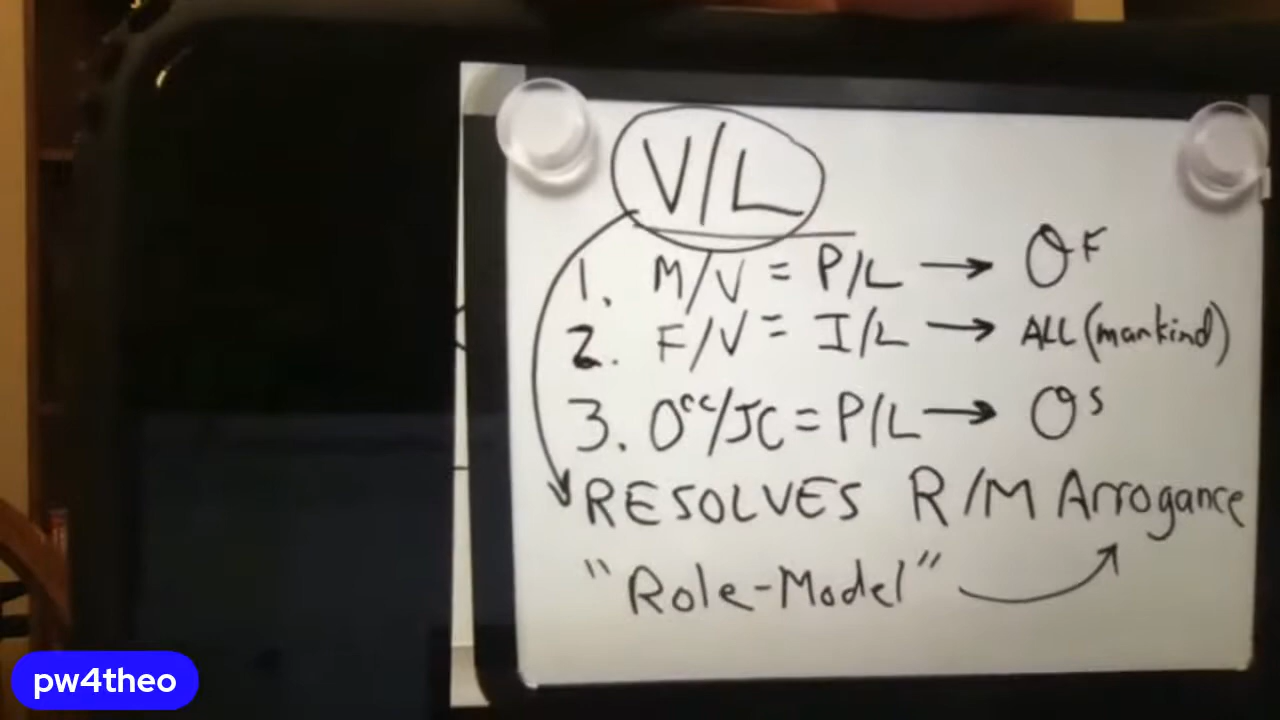 V/L
1. M/V = P/L → O^F
2. F/V = I/L → ALL (mankind)
3. O^cc/JC = P/L → O^S
RESOLVES R/M Arrogance
"Role-Model"
pw4theo